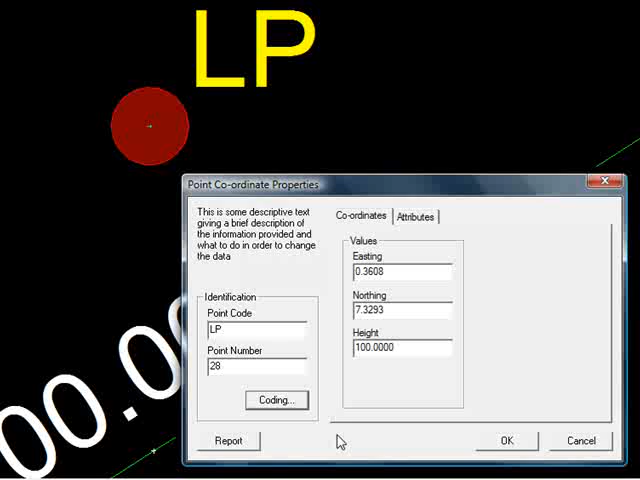 LP
Point Co-ordinate Properties
This is some descriptive text
giving a brief description of
the information provided and
what to do in order to change
the data
Co-ordinates
Attributes
Values
Easting
0.3608
Northing
7.3293
Height
100.0000
Identification
Point Code
LP
Point Number
28
Coding...
Report
OK
Cancel
00.00